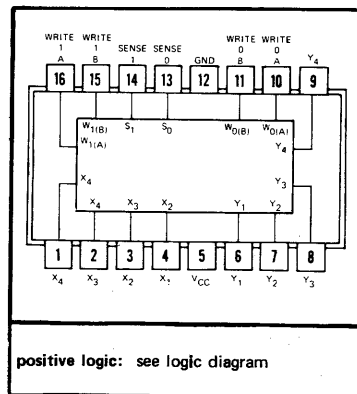 WRITE WRITE SENSE SENSE WRITE WRITE
1 1 1 0 GND 0 0 Y4
A B B A
16 15 14 13 12 11 10 9
W1(B) S1 S0 W0(B) W0(A)
W1(A) Y4
X4 Y3
X4 X3 X2 Y1 Y2
1 2 3 4 5 6 7 8
X4 X3 X2 X1 VCC Y1 Y2 Y3
positive logic: see logic diagram